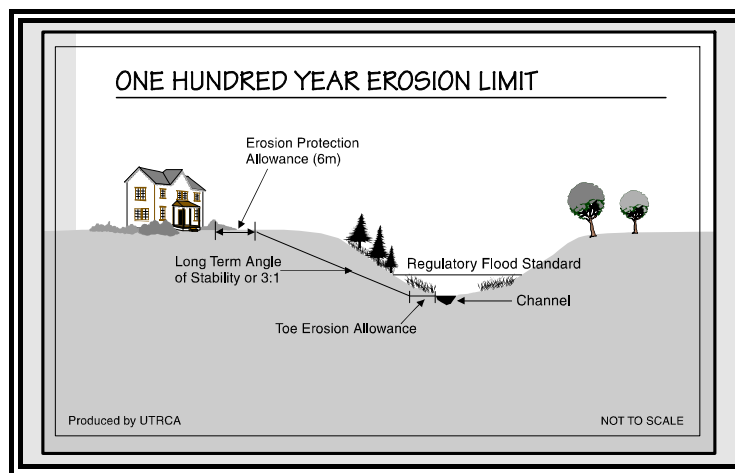 ONE HUNDRED YEAR EROSION LIMIT
Erosion Protection
Allowance (6m)
Long Term Angle
of Stability or 3:1
Regulatory Flood Standard
Channel
Toe Erosion Allowance
Produced by UTRCA
NOT TO SCALE